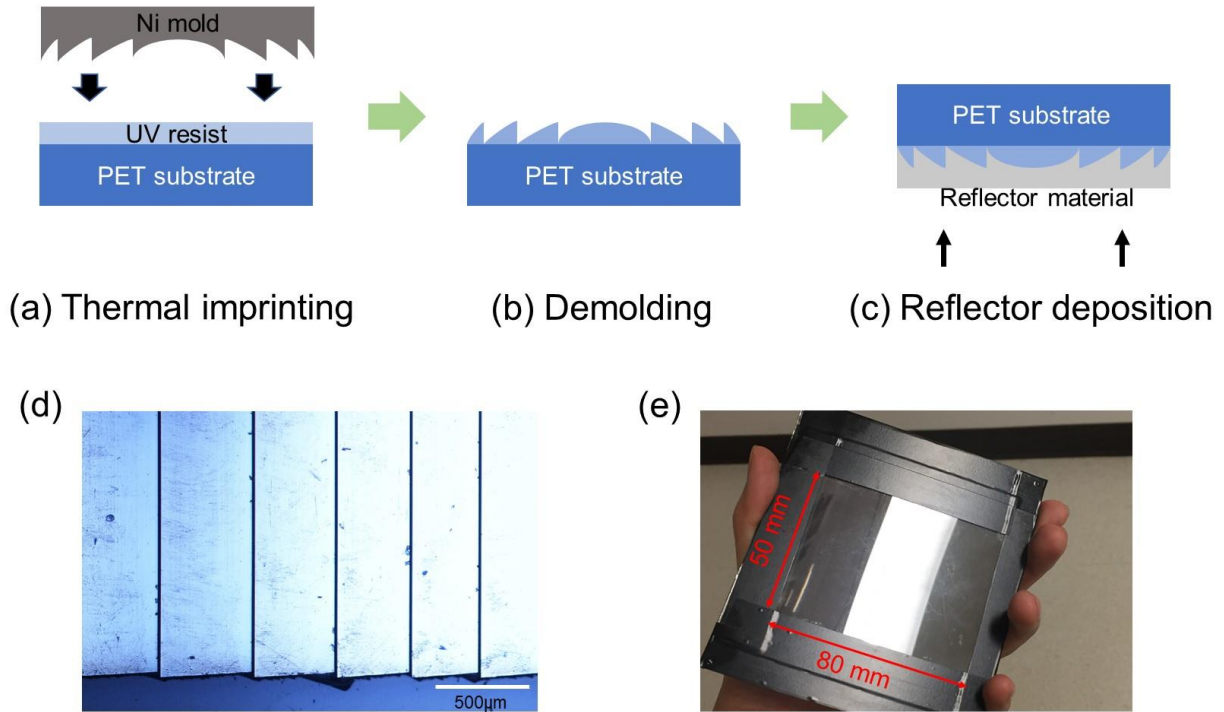 Ni mold
UV resist
PET substrate
PET substrate
PET substrate
Reflector material
(a) Thermal imprinting
(b) Demolding
(c) Reflector deposition
(d)
500μm
(e)
50 mm
80 mm